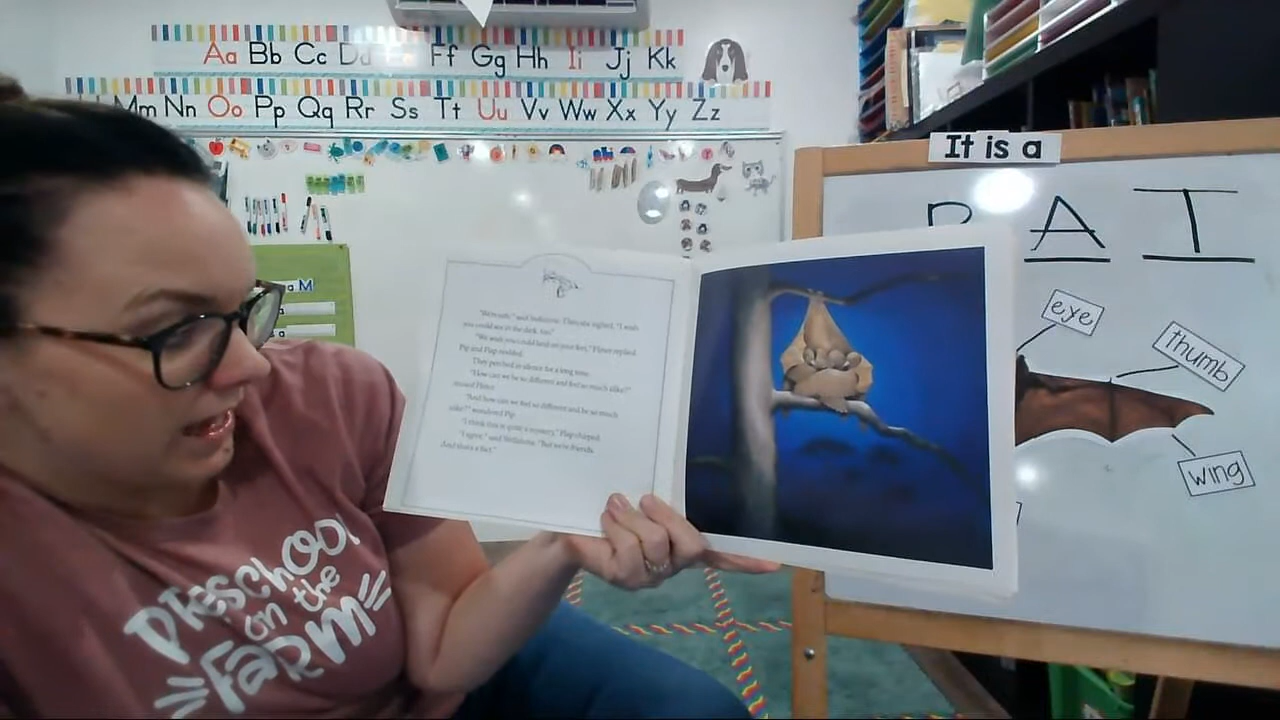 Aa Bb Cc Dd Ff Gg Hh Ii Jj Kk
Mm Nn Oo Pp Qq Rr Ss Tt Uu Vv Ww Xx Yy Zz
It is a
B A T
eye
thumb
wing
a M
a
"We wish you could land on your feet," Flitter replied.
Pip and Flap nodded.
They perched in silence for a long time.
"How can we be so different and feel so much alike?"
mused Flitter.
"And how can we feel so different and be so much
alike?" wondered Pip.
"I think this is quite a mystery," Flap chirped.
"I agree," said Stellaluna. "But we're friends.
And that's a fact."
PRESCHOOL
on the
FARM